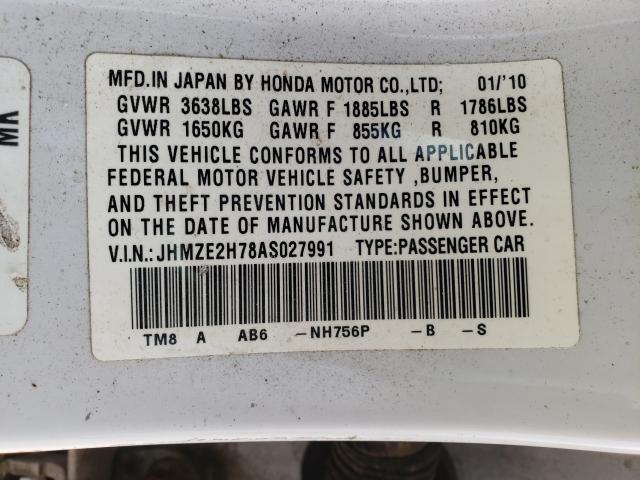 MFD.IN JAPAN BY HONDA MOTOR CO.,LTD; 01/'10
GVWR 3638LBS GAWR F 1885LBS R 1786LBS
GVWR 1650KG GAWR F 855KG R 810KG
THIS VEHICLE CONFORMS TO ALL APPLICABLE
FEDERAL MOTOR VEHICLE SAFETY ,BUMPER,
AND THEFT PREVENTION STANDARDS IN EFFECT
ON THE DATE OF MANUFACTURE SHOWN ABOVE.
V.I.N.:JHMZE2H78AS027991 TYPE:PASSENGER CAR
TM8 A AB6 -NH756P -B -S
MK